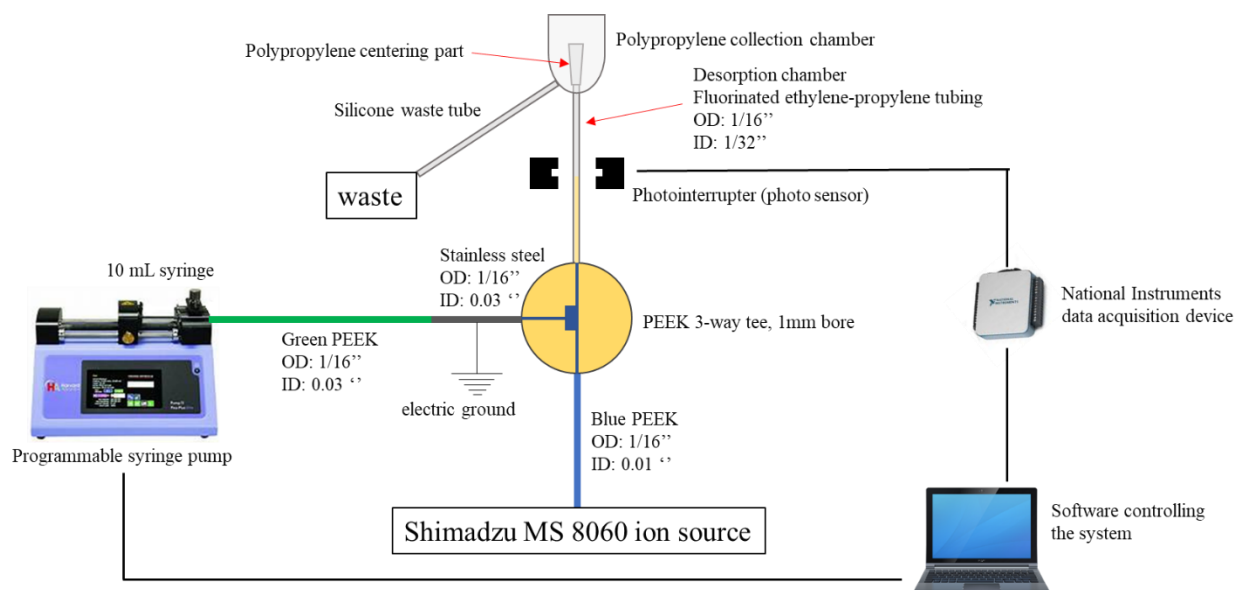 Polypropylene centering part
Polypropylene collection chamber
Desorption chamber
Fluorinated ethylene-propylene tubing
OD: 1/16’’
ID: 1/32’’
Silicone waste tube
waste
Photointerrupter (photo sensor)
Stainless steel
OD: 1/16’’
ID: 0.03 ‘’
10 mL syringe
National Instruments
data acquisition device
PEEK 3-way tee, 1mm bore
Green PEEK
OD: 1/16’’
ID: 0.03 ‘’
electric ground
Blue PEEK
OD: 1/16’’
ID: 0.01 ‘’
Programmable syringe pump
Shimadzu MS 8060 ion source
Software controlling
the system
NATIONAL
INSTRUMENTS